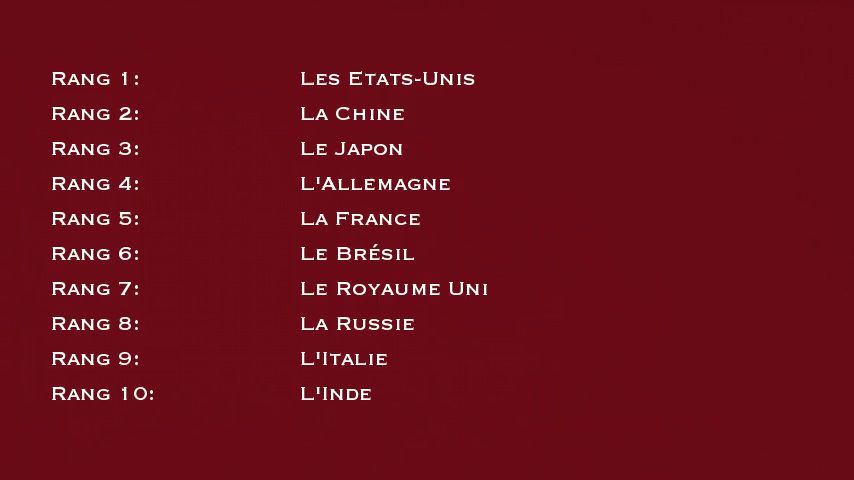 Rang 1: Les Etats-Unis
Rang 2: La Chine
Rang 3: Le Japon
Rang 4: L'Allemagne
Rang 5: La France
Rang 6: Le Brésil
Rang 7: Le Royaume Uni
Rang 8: La Russie
Rang 9: L'Italie
Rang 10: L'Inde